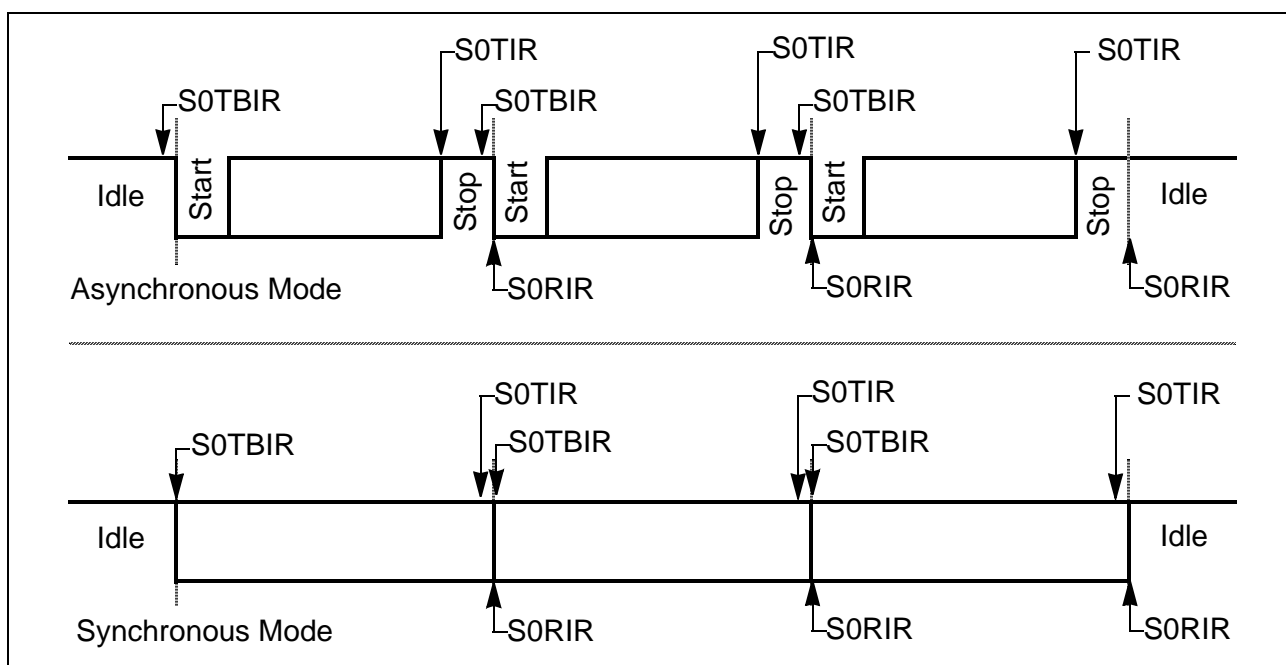 S0TIR S0TIR S0TIR
S0TBIR S0TBIR S0TBIR
Idle Start Stop Start Stop Start Stop Idle
Asynchronous Mode S0RIR S0RIR S0RIR
S0TIR S0TIR S0TIR
S0TBIR S0TBIR S0TBIR
Idle Idle
Synchronous Mode S0RIR S0RIR S0RIR